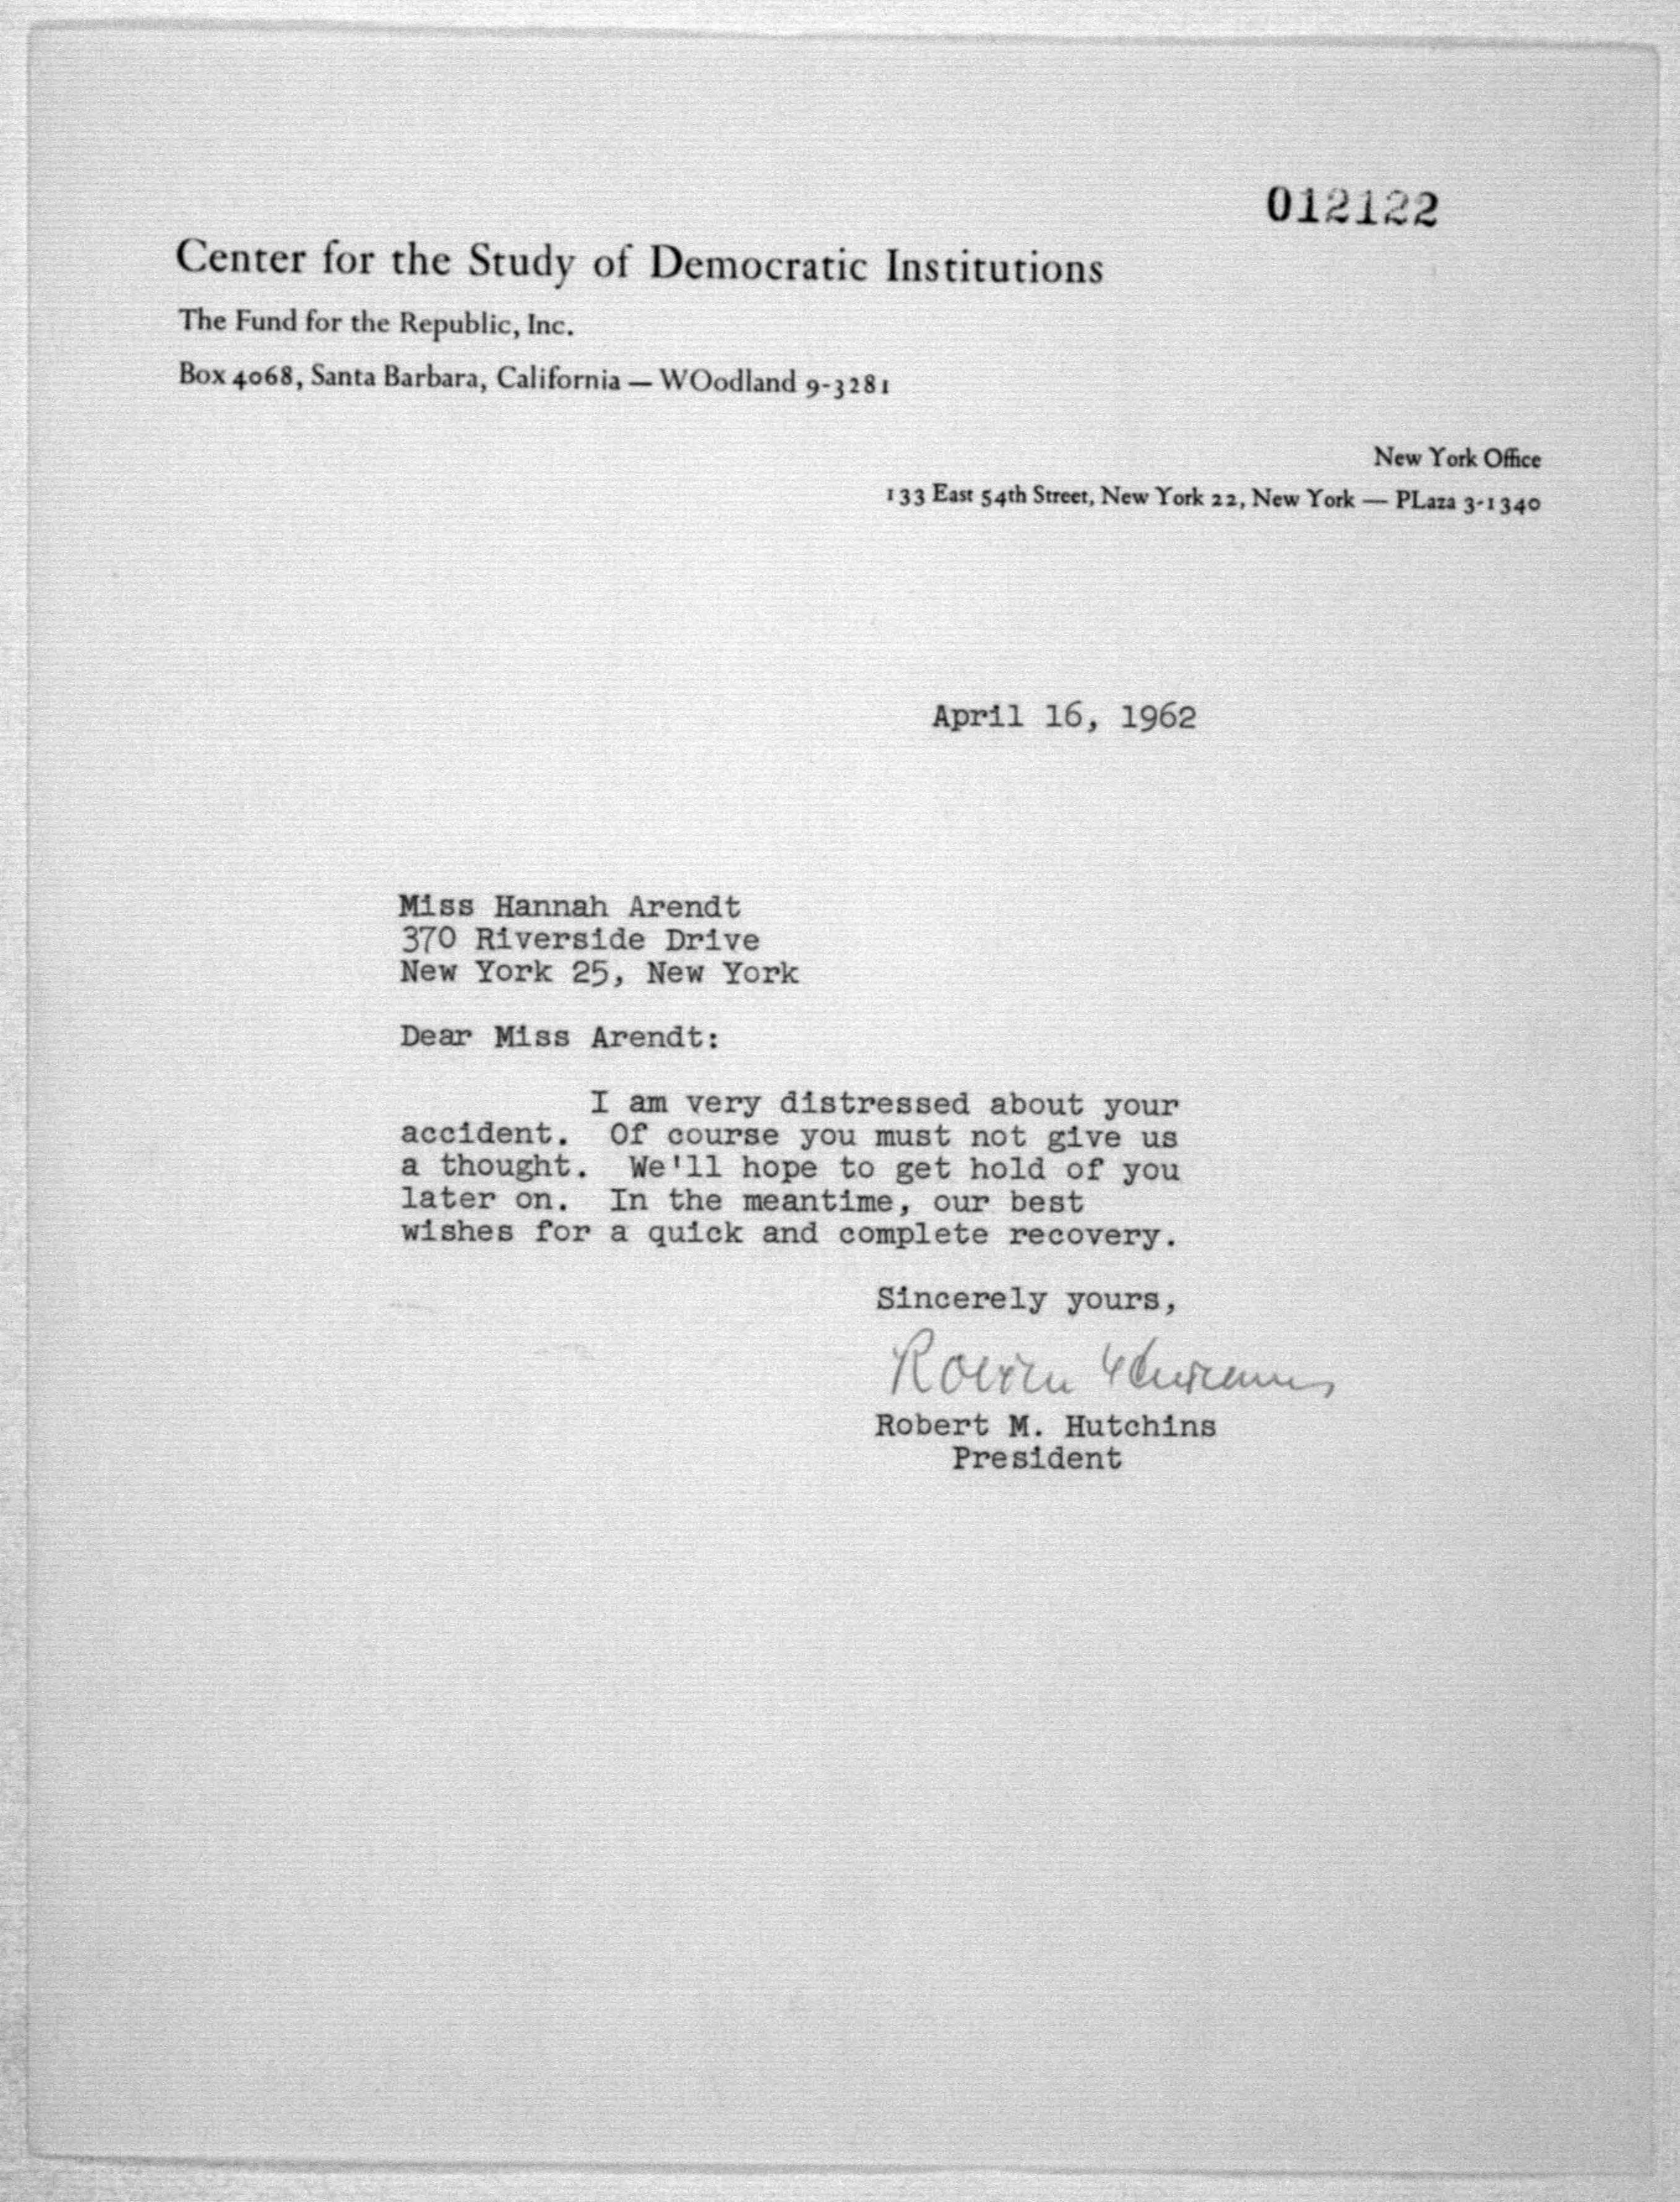 012122
Center for the Study of Democratic Institutions
The Fund for the Republic, Inc.
Box 4068, Santa Barbara, California — WOodland 9-3281
New York Office
133 East 54th Street, New York 22, New York — PLaza 3-1340
April 16, 1962
Miss Hannah Arendt
370 Riverside Drive
New York 25, New York
Dear Miss Arendt:
I am very distressed about your
accident. Of course you must not give us
a thought. We'll hope to get hold of you
later on. In the meantime, our best
wishes for a quick and complete recovery.
Sincerely yours,
Robert Hutchins
Robert M. Hutchins
President